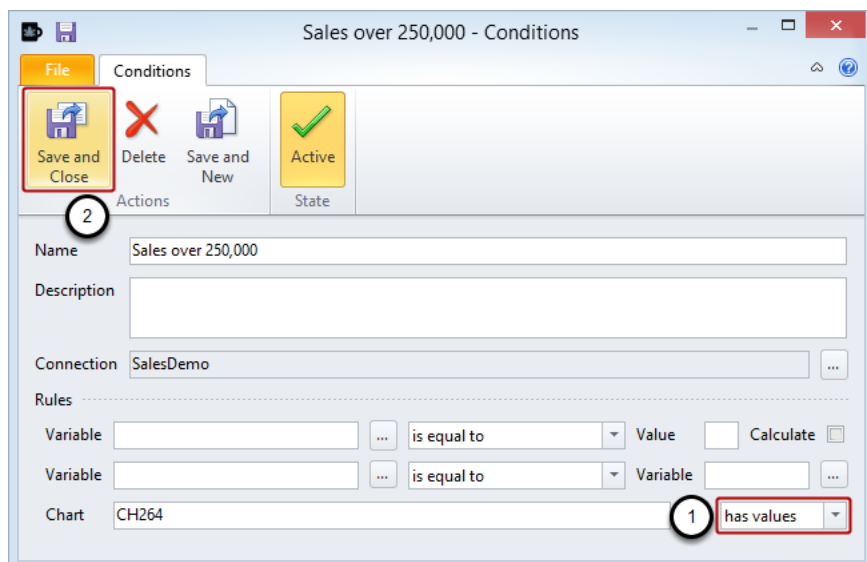 Sales over 250,000 - Conditions
File Conditions
Save and Close
Delete
Save and New
Active
Actions State
2
Name Sales over 250,000
Description
Connection SalesDemo ...
Rules
Variable ... is equal to Value Calculate
Variable ... is equal to Variable ...
Chart CH264 1 has values